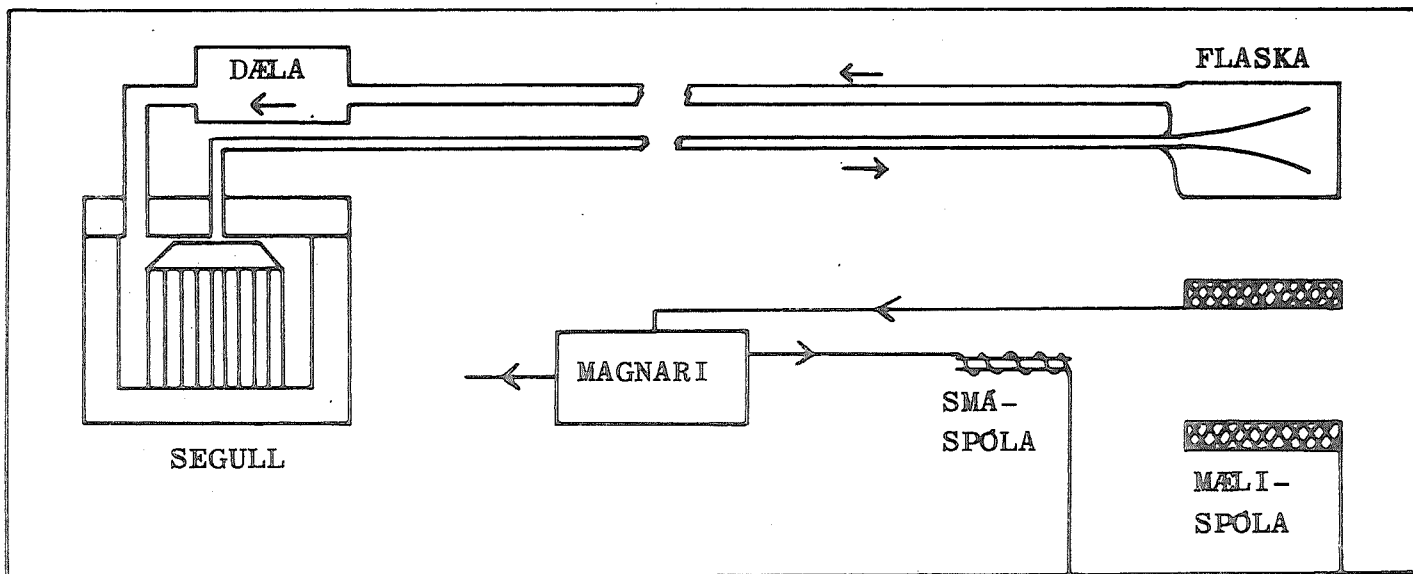 DÆLA
FLASKA
SEGULL
MAGNARI
SMÁ-
SPÓLA
MÆLI-
SPÓLA